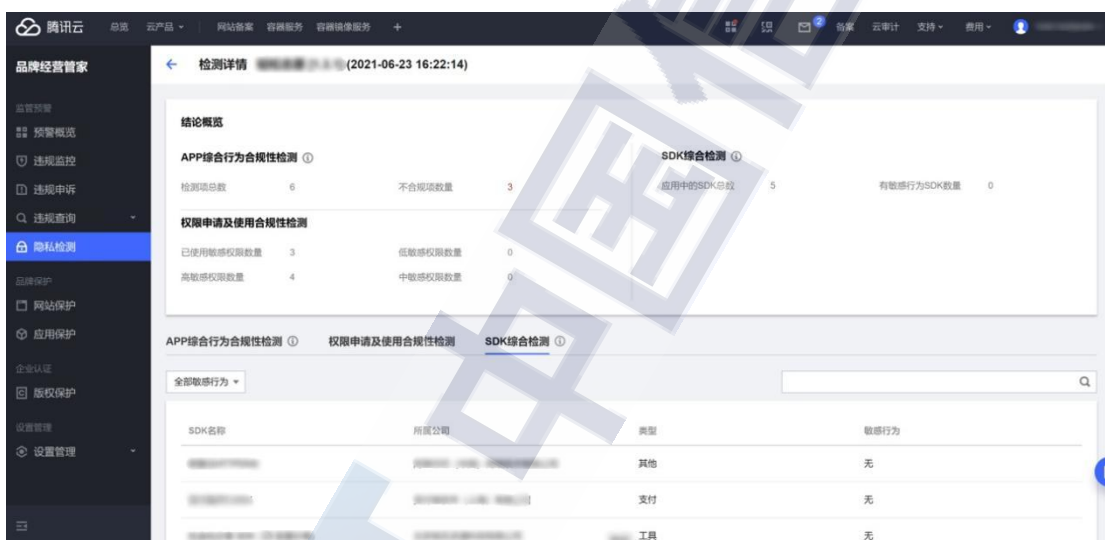 腾讯云 总览 云产品 网站备案 容器服务 容器镜像服务 + 2 备案 云审计 支持 费用
品牌经营管家
监管预警
预警概览
违规监控
违规申诉
违规查询
隐私检测
品牌保护
网站保护
应用保护
企业认证
版权保护
设置管理
设置管理
检测详情 (2021-06-23 16:22:14)
结论概览
APP综合行为合规性检测 SDK综合检测
检测项总数 6 不合规项数量 3 应用中的SDK总数 5 有敏感行为SDK数量 0
权限申请及使用合规性检测
已使用敏感权限数量 3 低敏感权限数量 0
高敏感权限数量 4 中敏感权限数量 0
APP综合行为合规性检测 权限申请及使用合规性检测 SDK综合检测
全部敏感行为
SDK名称 所属公司 类型 敏感行为
其他 无
支付 无
工具 无
中国信